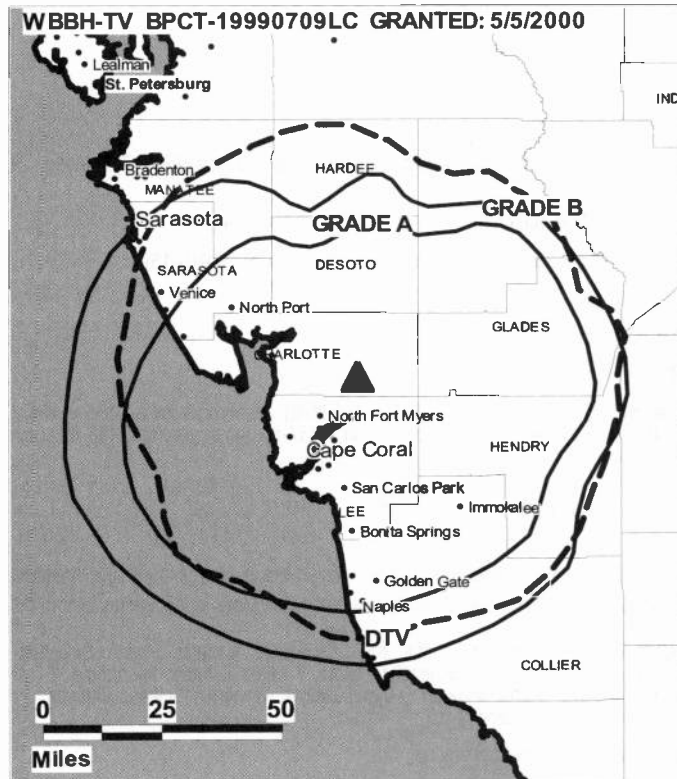 WBBH-TV BPCT-19990709LC GRANTED: 5/5/2000
Lealman
St. Petersburg
IND
Bradenton
HARDEE
MANATEE
Sarasota
GRADE A
GRADE B
SARASOTA
DESOTO
Venice
North Port
GLADES
CHARLOTTE
North Fort Myers
Cape Coral
HENDRY
San Carlos Park
LEE
Immokalee
Bonita Springs
Golden Gate
Naples
DTV
COLLIER
0 25 50
Miles